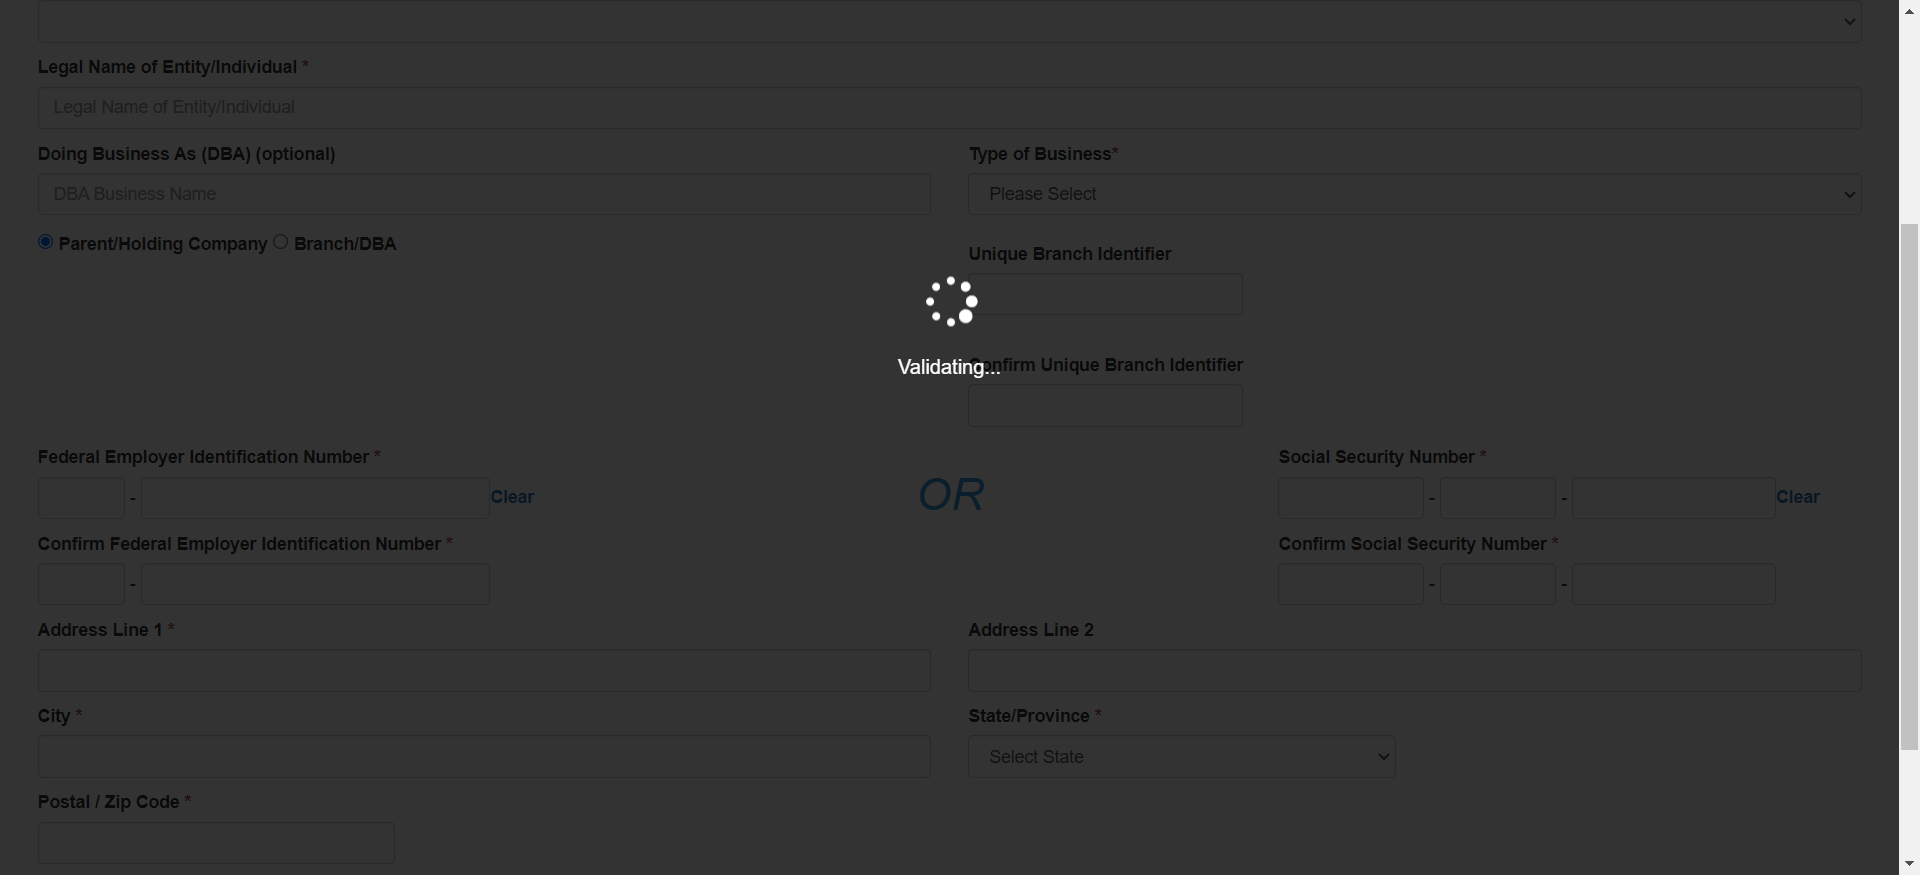 Legal Name of Entity/Individual *
Legal Name of Entity/Individual
Doing Business As (DBA) (optional)
Type of Business*
DBA Business Name
Please Select
Parent/Holding Company
Branch/DBA
Unique Branch Identifier
Validating...
Confirm Unique Branch Identifier
Federal Employer Identification Number *
Social Security Number *
- Clear
OR
- - Clear
Confirm Federal Employer Identification Number *
Confirm Social Security Number *
-
- -
Address Line 1 *
Address Line 2
City *
State/Province *
Select State
Postal / Zip Code *